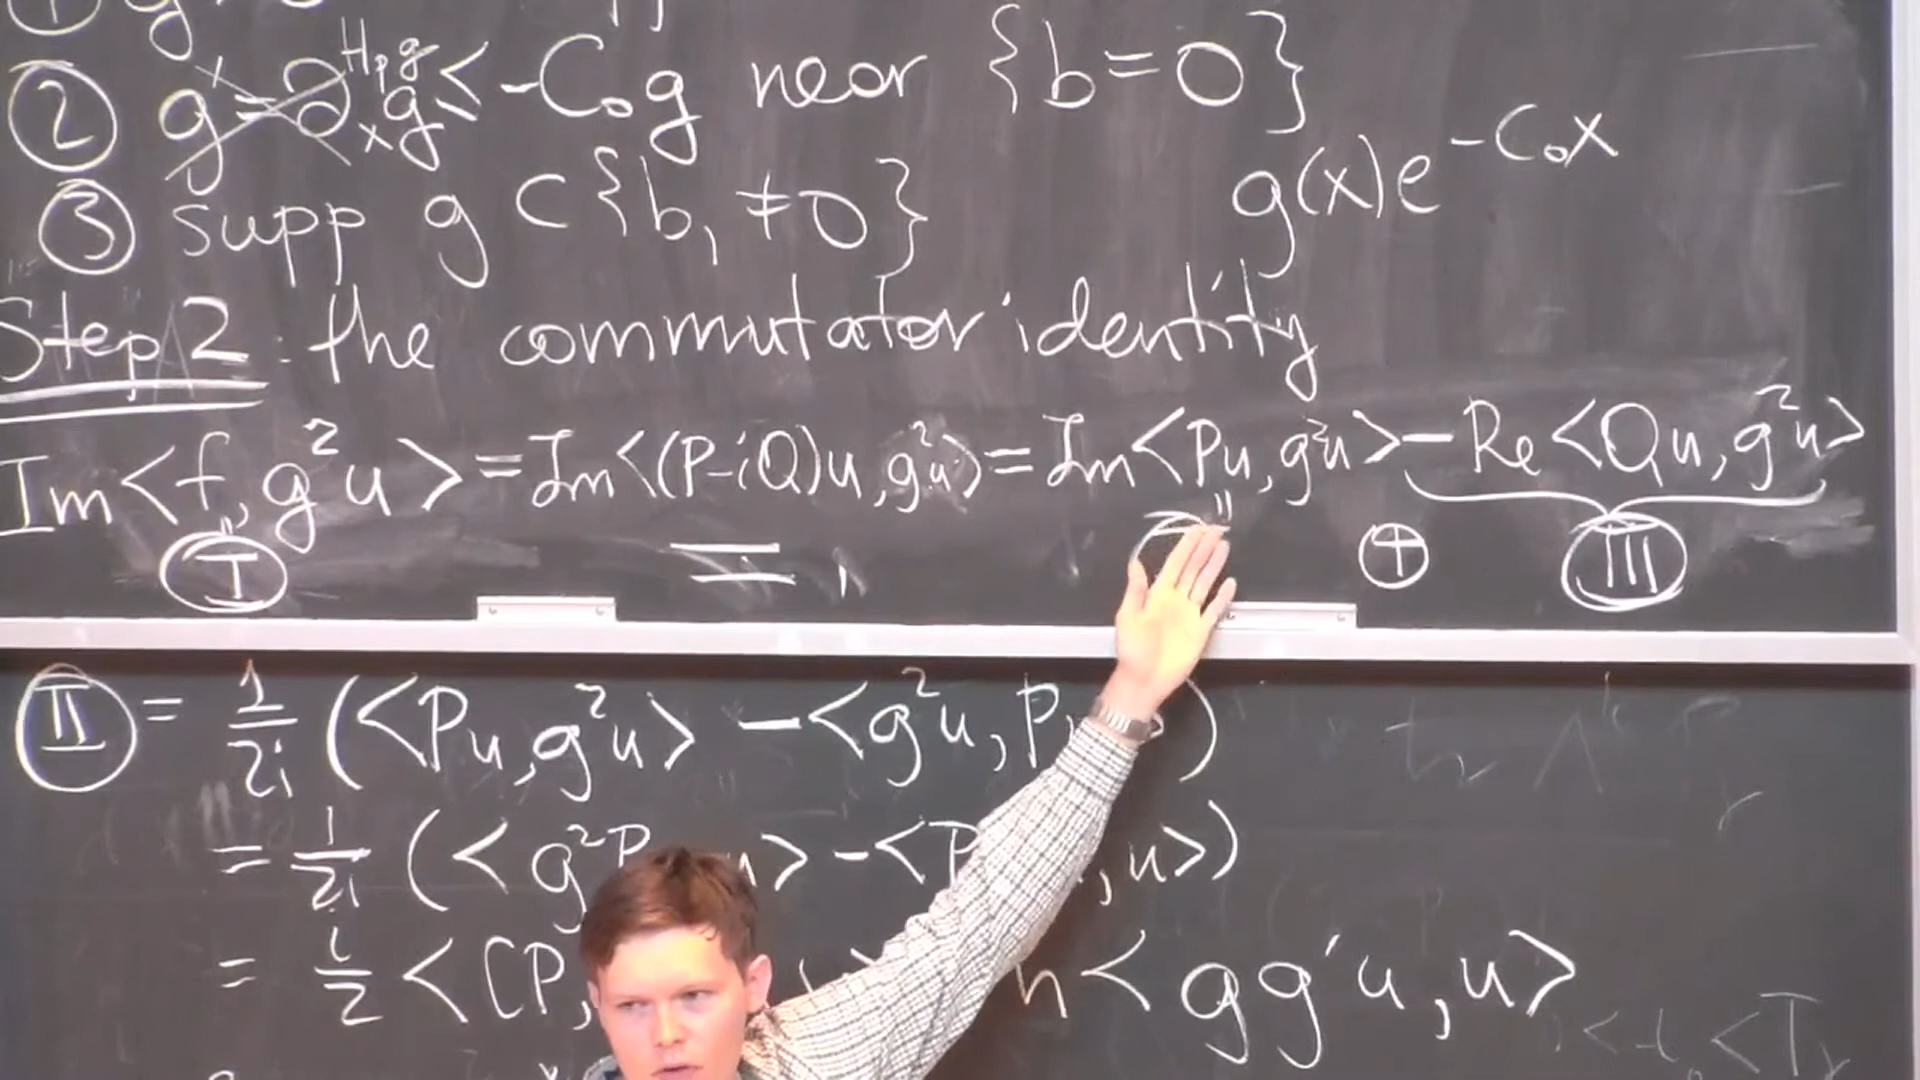 ② g' = ∂ₓg H_p g ≤ -C₀g near {b=0}
③ supp g ⊂ {b₁ ≠ 0}
g(x)e^{-C₀x}
Step 2: the commutator identity
Im<f, g²u> = Im<(P-iQ)u, g²u> = Im<Pu, g²u> - Re<Qu, g²u>
Ⅰ = ⊕ Ⅲ
Ⅱ = 1/2i (<Pu, g²u> - <g²u, P )
= 1/2i (<g²P u> - <P , u>)
= i/2 <[P, h<gg'u, u>